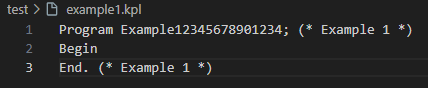 test > example1.kpl
1 Program Example12345678901234; (* Example 1 *)
2 Begin
3 End. (* Example 1 *)